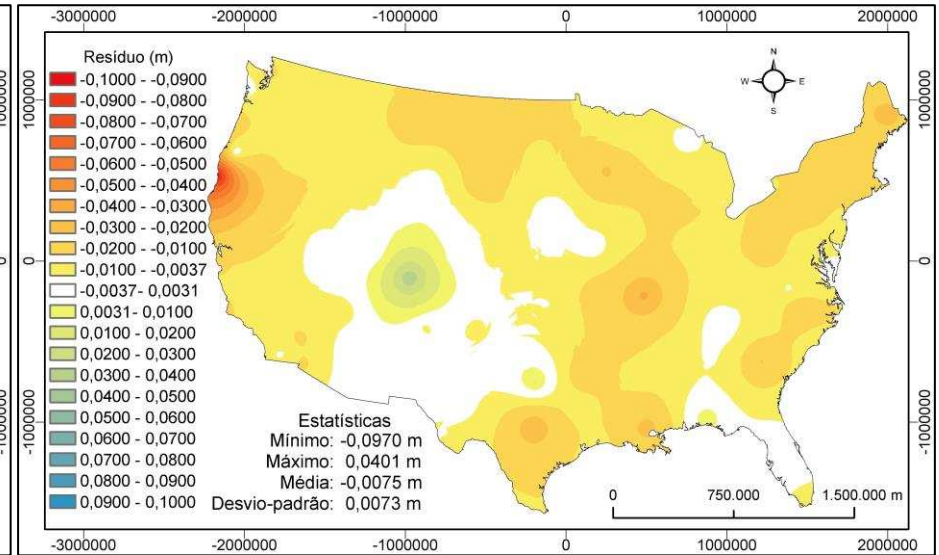 -3000000 -2000000 -1000000 0 1000000 2000000
Resíduo (m)
-0,1000 - -0,0900
-0,0900 - -0,0800
-0,0800 - -0,0700
-0,0700 - -0,0600
-0,0600 - -0,0500
-0,0500 - -0,0400
-0,0400 - -0,0300
-0,0300 - -0,0200
-0,0200 - -0,0100
-0,0100 - -0,0037
-0,0037- 0,0031
0,0031- 0,0100
0,0100 - 0,0200
0,0200 - 0,0300
0,0300 - 0,0400
0,0400 - 0,0500
0,0500 - 0,0600
0,0600 - 0,0700
0,0700 - 0,0800
0,0800 - 0,0900
0,0900 - 0,1000
N
W E
S
1000000
0
-1000000
1000000
0
-1000000
Estatísticas
Mínimo: -0,0970 m
Máximo: 0,0401 m
Média: -0,0075 m
Desvio-padrão: 0,0073 m
0 750.000 1.500.000 m
-3000000 -2000000 -1000000 0 1000000 2000000